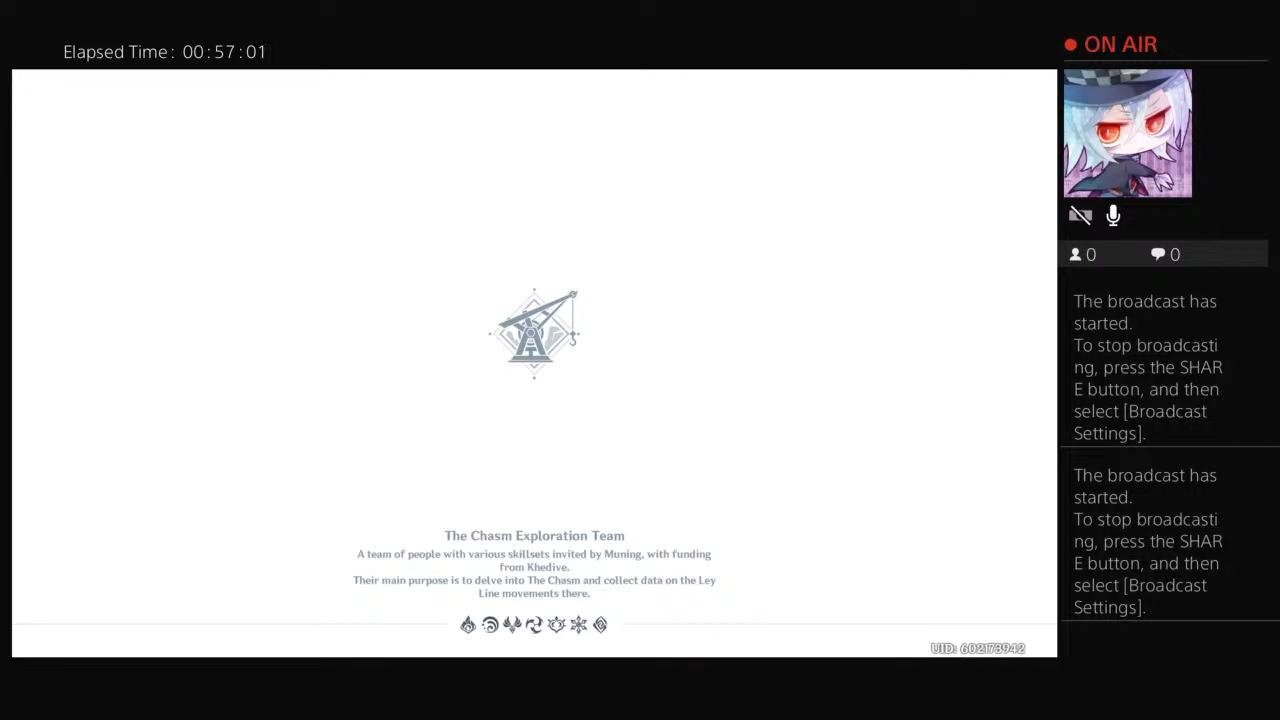 Elapsed Time: 00:57:01
ON AIR
0
0
The broadcast has
started.
To stop broadcasti
ng, press the SHAR
E button, and then
select [Broadcast
Settings].
The broadcast has
started.
To stop broadcasti
ng, press the SHAR
E button, and then
select [Broadcast
Settings].
The Chasm Exploration Team
A team of people with various skillsets invited by Muning, with funding
from Khedive.
Their main purpose is to delve into The Chasm and collect data on the Ley
Line movements there.
UID: 602173942